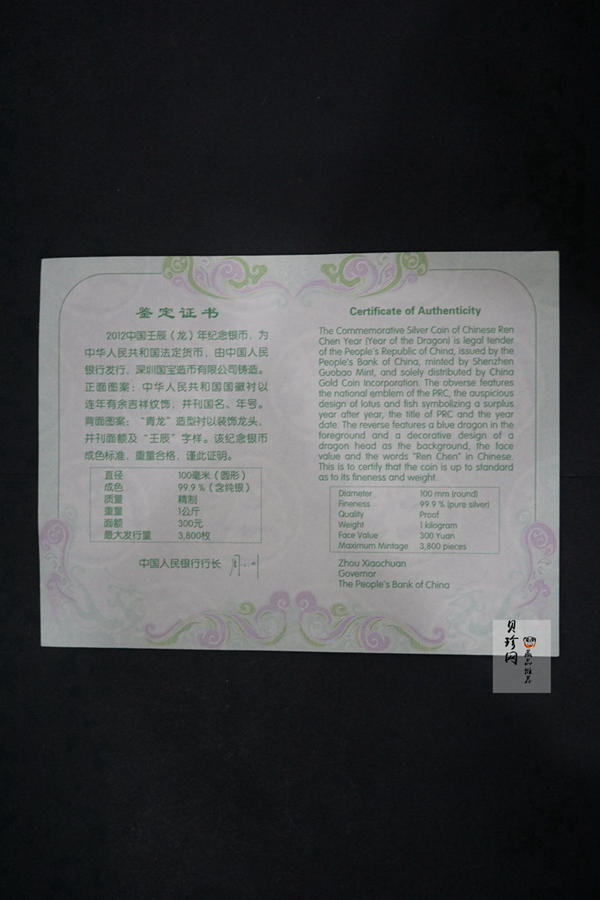 鉴定证书
2012中国壬辰（龙）年纪念银币，为
中华人民共和国法定货币，由中国人民
银行发行，深圳国宝造币有限公司铸造。
正面图案：中华人民共和国国徽衬以
连年有余吉祥纹饰，并刊国名、年号。
背面图案：“青龙”造型衬以装饰龙头，
并刊面额及“壬辰”字样。该纪念银币
成色标准，重量合格，谨此证明。
直径 100毫米（圆形）
成色 99.9％（含纯银）
质量 精制
重量 1公斤
面额 300元
最大发行量 3,800枚
中国人民银行行长
Certificate of Authenticity
The Commemorative Silver Coin of Chinese Ren
Chen Year (Year of the Dragon) is legal tender
of the People's Republic of China, issued by the
People's Bank of China, minted by Shenzhen
Guobao Mint, and solely distributed by China
Gold Coin Incorporation. The obverse features
the national emblem of the PRC, the auspicious
design of lotus and fish symbolizing a surplus
year after year, the title of PRC and the year
date. The reverse features a blue dragon in the
foreground and a decorative design of a
dragon head as the background, the face
value and the words "Ren Chen" in Chinese.
This is to certify that the coin is up to standard
as to its fineness and weight.
Diameter 100 mm (round)
Fineness 99.9 % (pure silver)
Quality Proof
Weight 1 kilogram
Face Value 300 Yuan
Maximum Mintage 3,800 pieces
Zhou Xiaochuan
Governor
The People's Bank of China
贝珍网